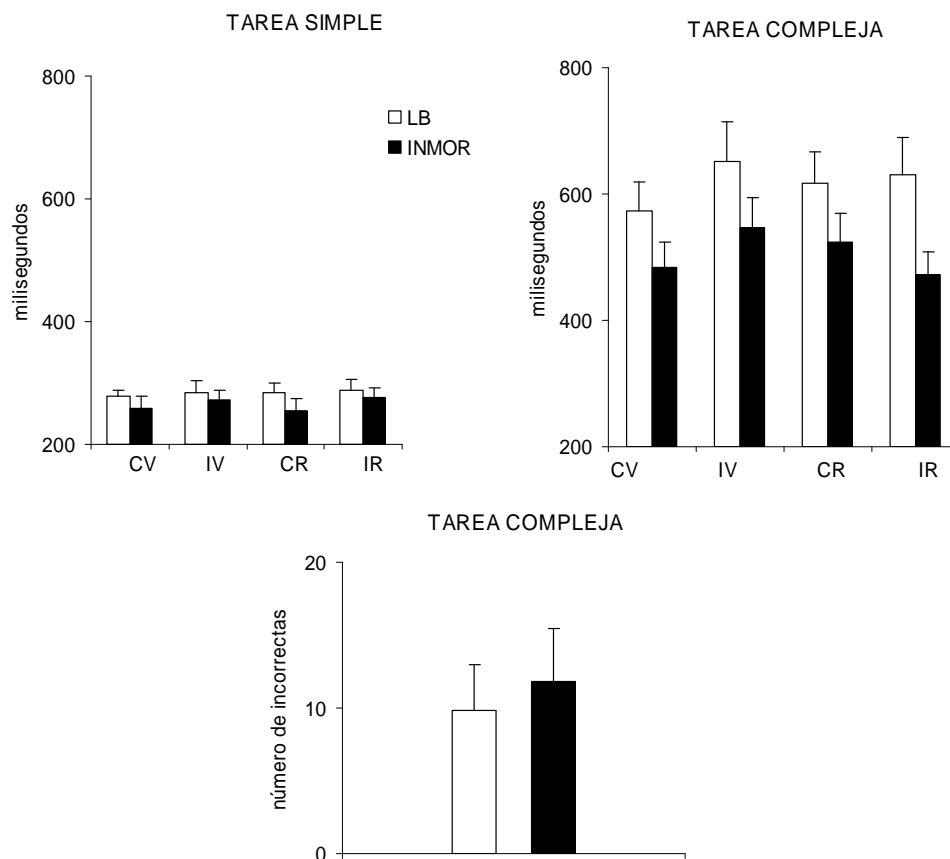 TAREA SIMPLE
milisegundos
800
600
400
200
LB
INMOR
CV IV CR IR
TAREA COMPLEJA
milisegundos
800
600
400
200
CV IV CR IR
TAREA COMPLEJA
número de incorrectas
20
10
0